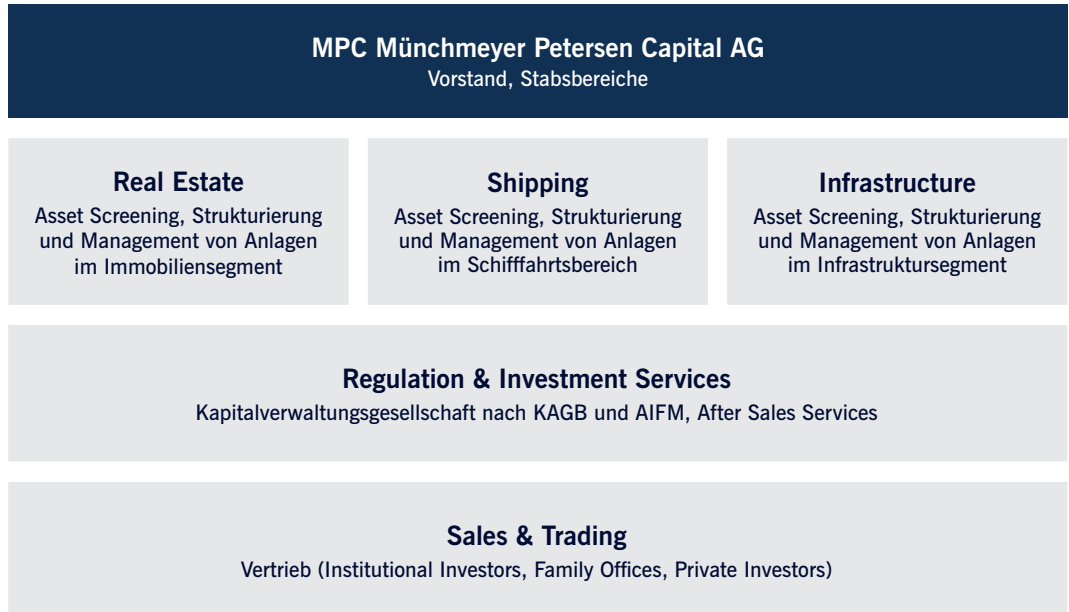 MPC Münchmeyer Petersen Capital AG
Vorstand, Stabsbereiche
Real Estate
Asset Screening, Strukturierung
und Management von Anlagen
im Immobiliensegment
Shipping
Asset Screening, Strukturierung
und Management von Anlagen
im Schifffahrtsbereich
Infrastructure
Asset Screening, Strukturierung
und Management von Anlagen
im Infrastruktursegment
Regulation & Investment Services
Kapitalverwaltungsgesellschaft nach KAGB und AIFM, After Sales Services
Sales & Trading
Vertrieb (Institutional Investors, Family Offices, Private Investors)